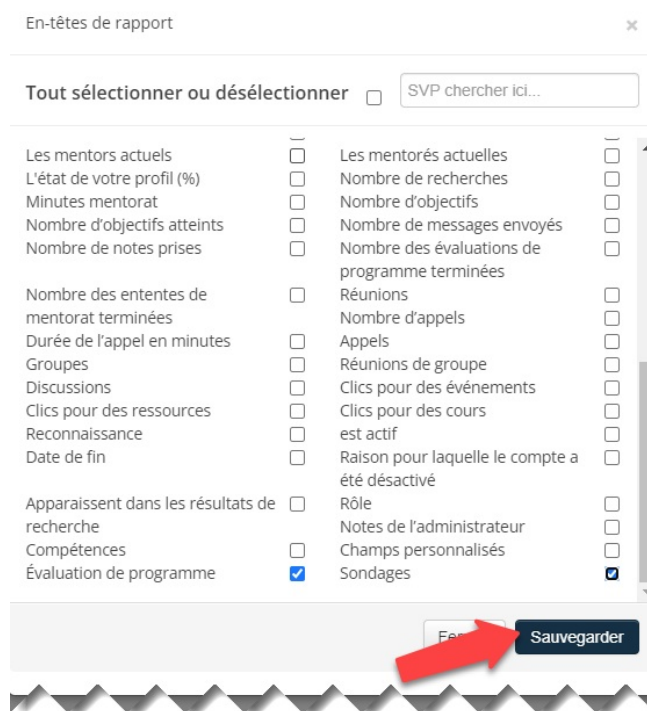 En-têtes de rapport
Tout sélectionner ou désélectionner
SVP chercher ici...
Les mentors actuels
Les mentorés actuelles
L'état de votre profil (%)
Nombre de recherches
Minutes mentorat
Nombre d'objectifs
Nombre d'objectifs atteints
Nombre de messages envoyés
Nombre de notes prises
Nombre des évaluations de
programme terminées
Nombre des ententes de
mentorat terminées
Réunions
Nombre d'appels
Durée de l'appel en minutes
Appels
Groupes
Réunions de groupe
Discussions
Clics pour des événements
Clics pour des ressources
Clics pour des cours
Reconnaissance
est actif
Date de fin
Raison pour laquelle le compte a
été désactivé
Apparaissent dans les résultats de
recherche
Rôle
Notes de l'administrateur
Compétences
Champs personnalisés
Évaluation de programme
Sondages
Sauvegarder